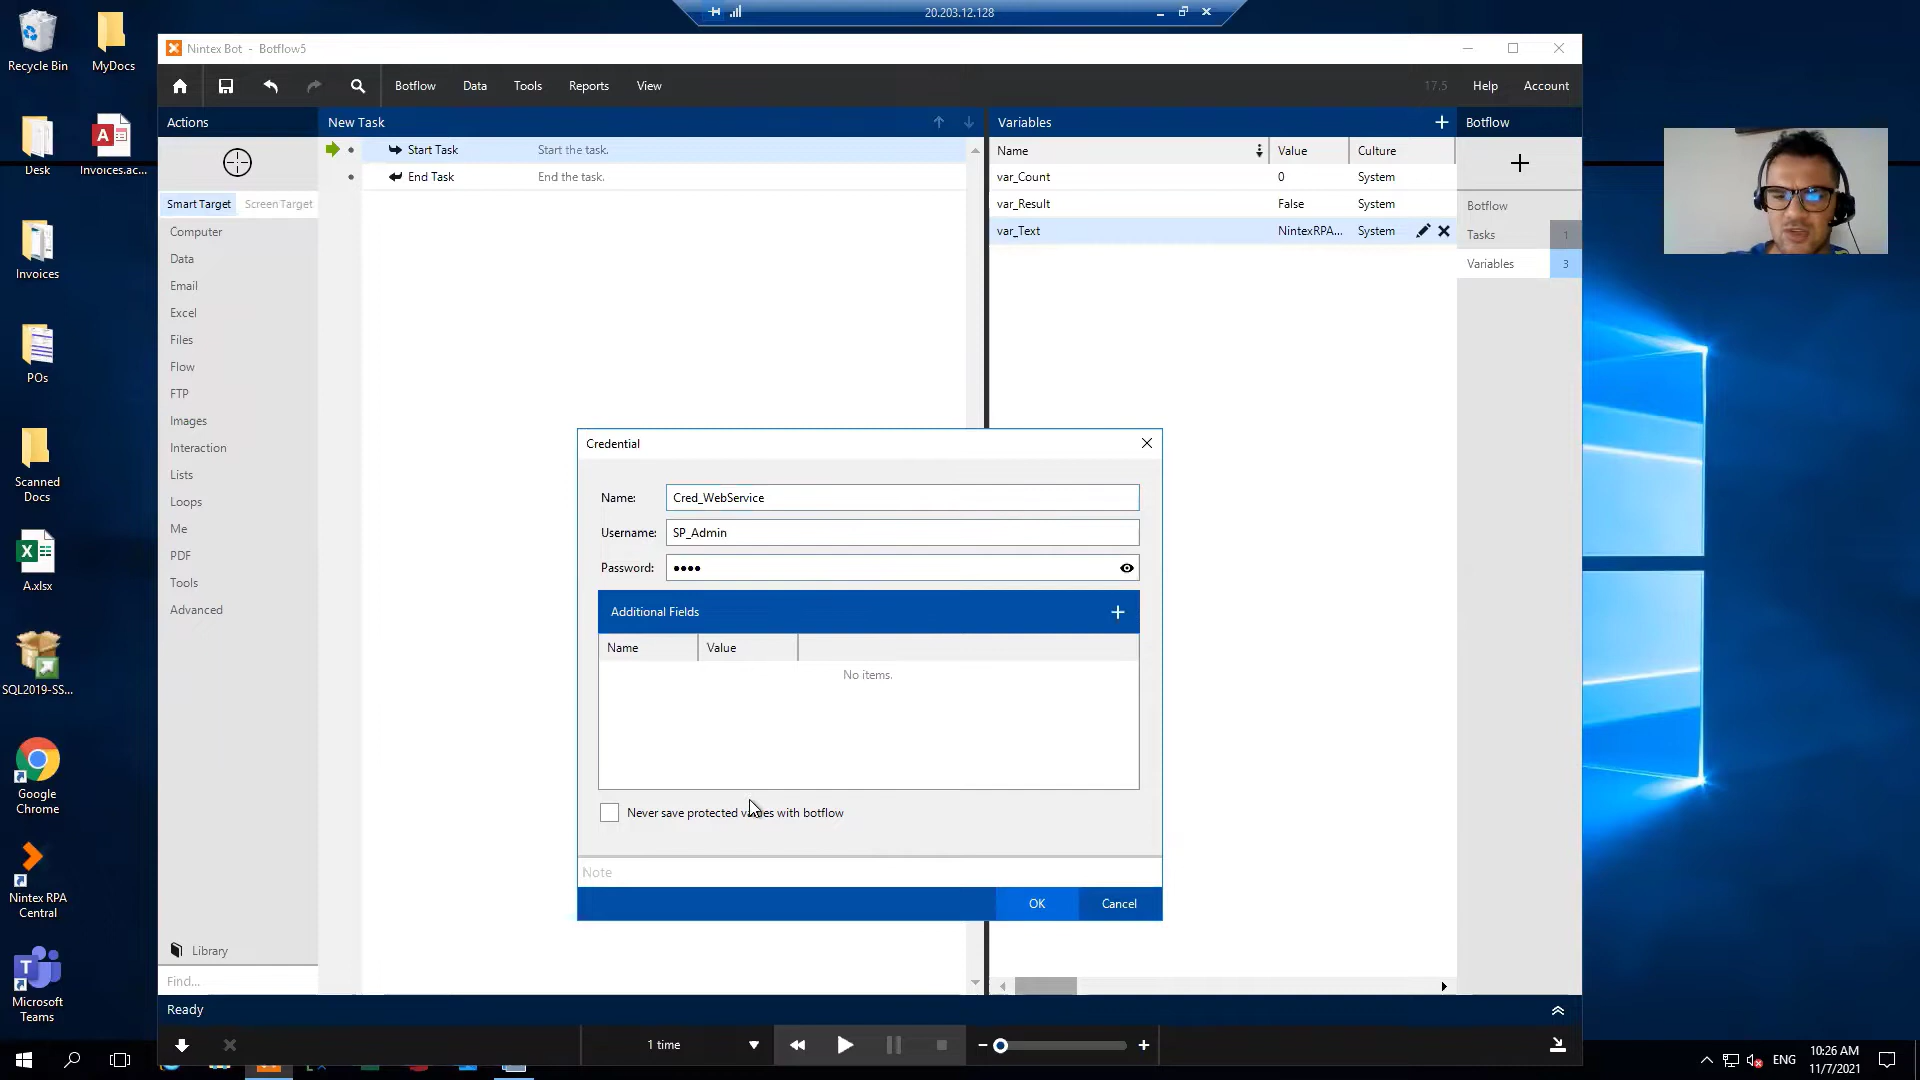 20.203.12.128
Recycle Bin
MyDocs
Desk
Invoices.ac...
Invoices
POs
Scanned
Docs
A.xlsx
SQL2019-SS...
Google
Chrome
Nintex RPA
Central
Microsoft
Teams
Nintex Bot - Botflow5
Botflow Data Tools Reports View
17.5 Help Account
Actions
Smart Target Screen Target
Computer
Data
Email
Excel
Files
Flow
FTP
Images
Interaction
Lists
Loops
Me
PDF
Tools
Advanced
Library
Find...
New Task
Start Task Start the task.
End Task End the task.
Variables
Name Value Culture
var_Count 0 System
var_Result False System
var_Text NintexRPA... System
Botflow
Botflow
Tasks 1
Variables 3
Credential
Name: Cred_WebService
Username: SP_Admin
Password: ••••
Additional Fields
Name Value
No items.
Never save protected values with botflow
Note
OK Cancel
Ready
1 time
ENG
10:26 AM
11/7/2021